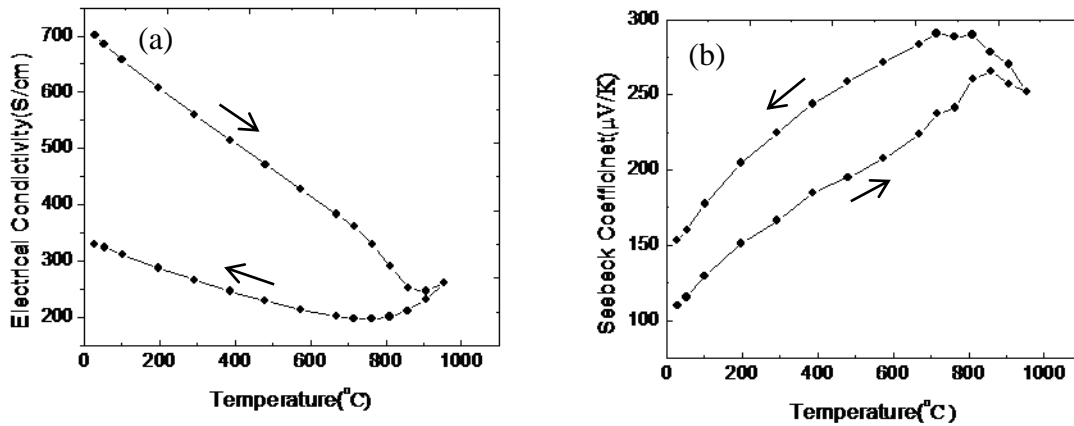 (a)
Electrical Condictivity(S/cm)
700
600
500
400
300
200
0 200 400 600 800 1000
Temperature(°C)
(b)
Seebeck Coefficinet(μV/K)
300
250
200
150
100
0 200 400 600 800 1000
Temperature(°C)